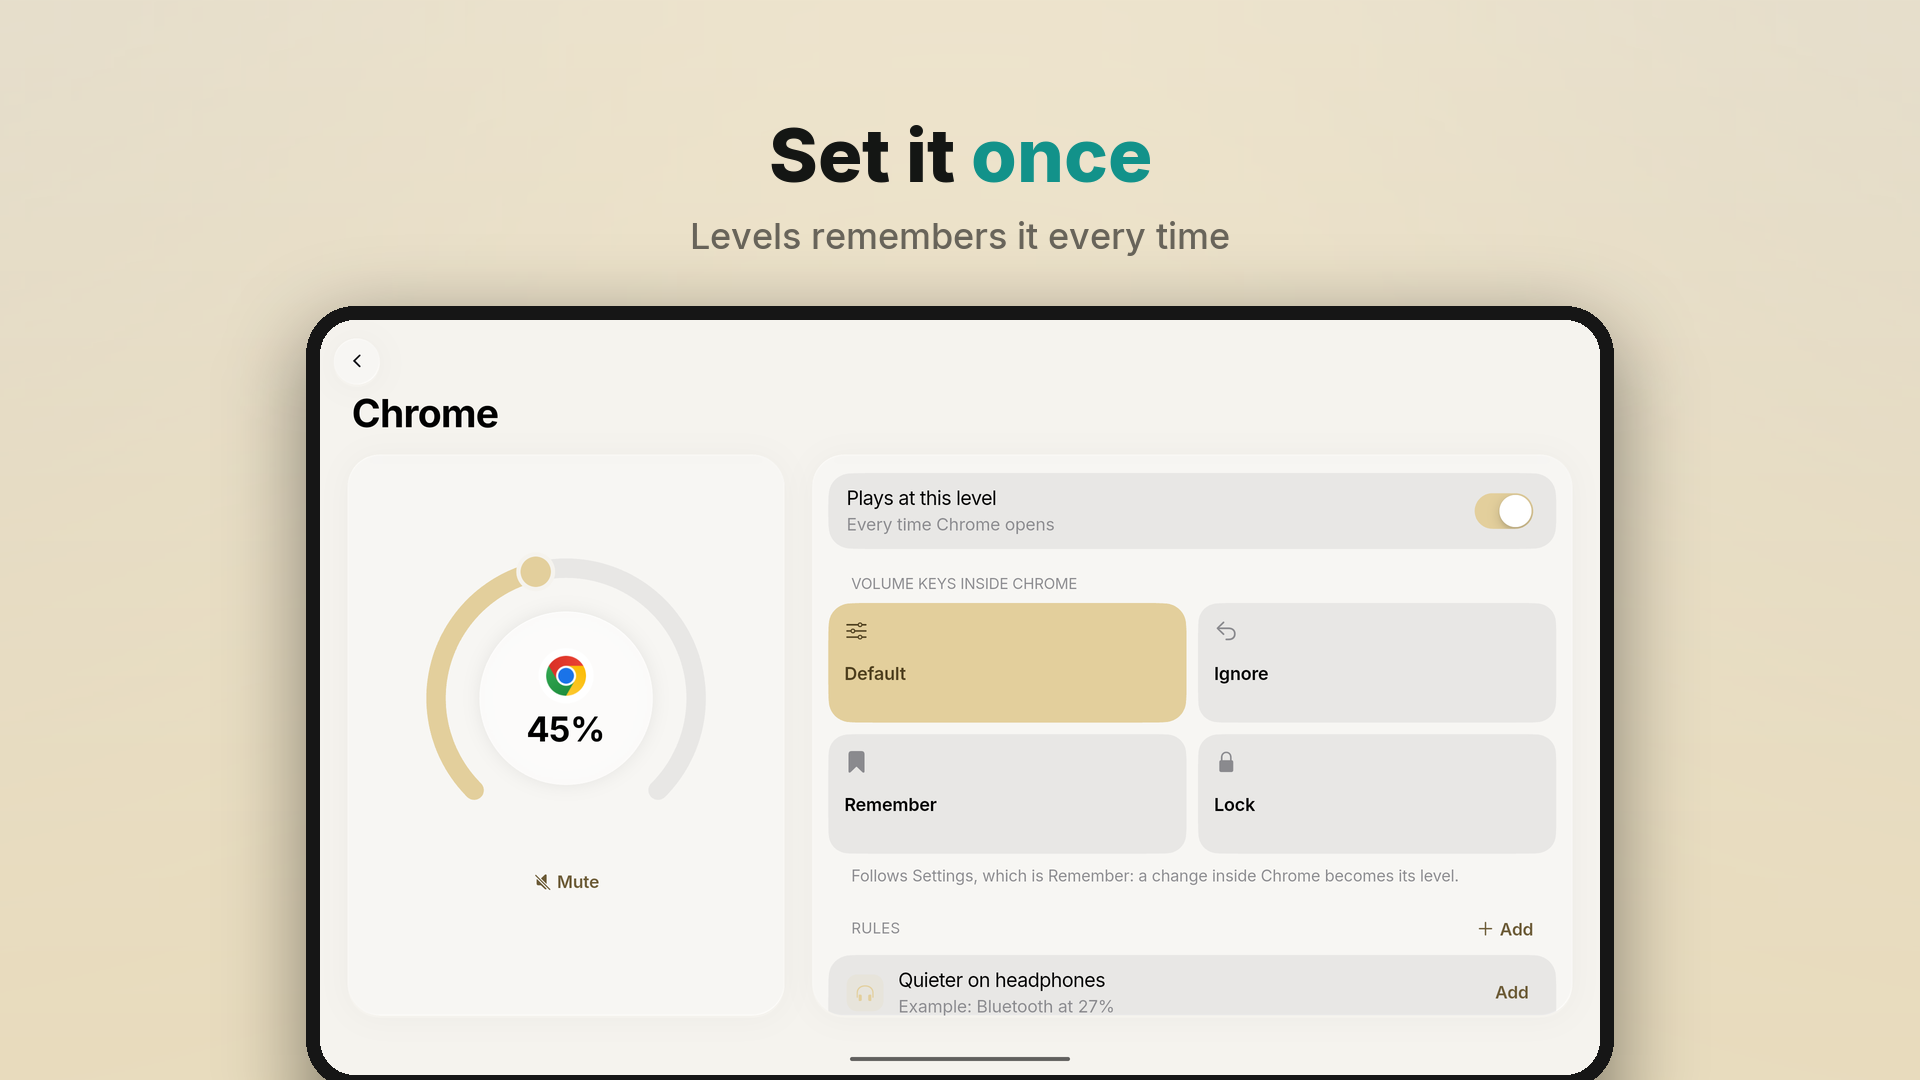 Set it once
Levels remembers it every time
Chrome
45%
Mute
Plays at this level
Every time Chrome opens
VOLUME KEYS INSIDE CHROME
Default
Ignore
Remember
Lock
Follows Settings, which is Remember: a change inside Chrome becomes its level.
RULES
Add
Quieter on headphones
Example: Bluetooth at 27%
Add